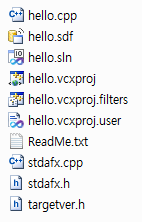 hello.cpp
hello.sdf
hello.sln
hello.vcxproj
hello.vcxproj.filters
hello.vcxproj.user
ReadMe.txt
stdafx.cpp
stdafx.h
targetver.h